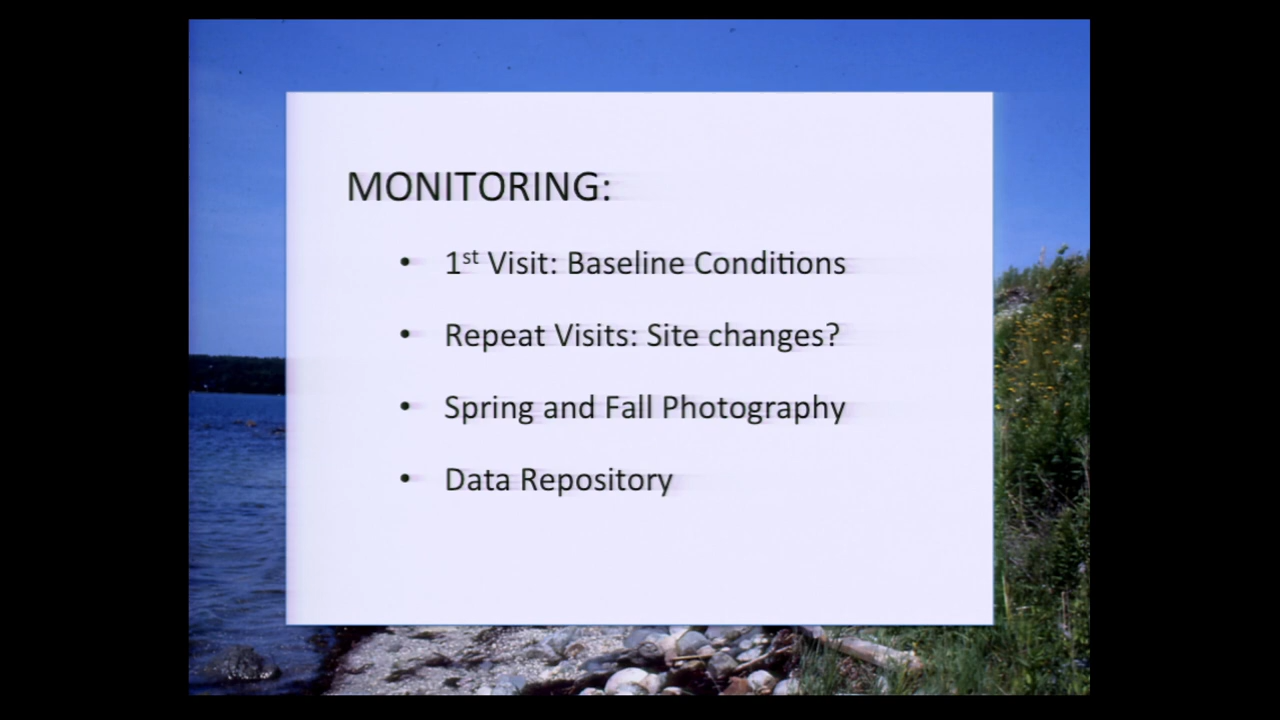 MONITORING:
• 1st Visit: Baseline Conditions
• Repeat Visits: Site changes?
• Spring and Fall Photography
• Data Repository